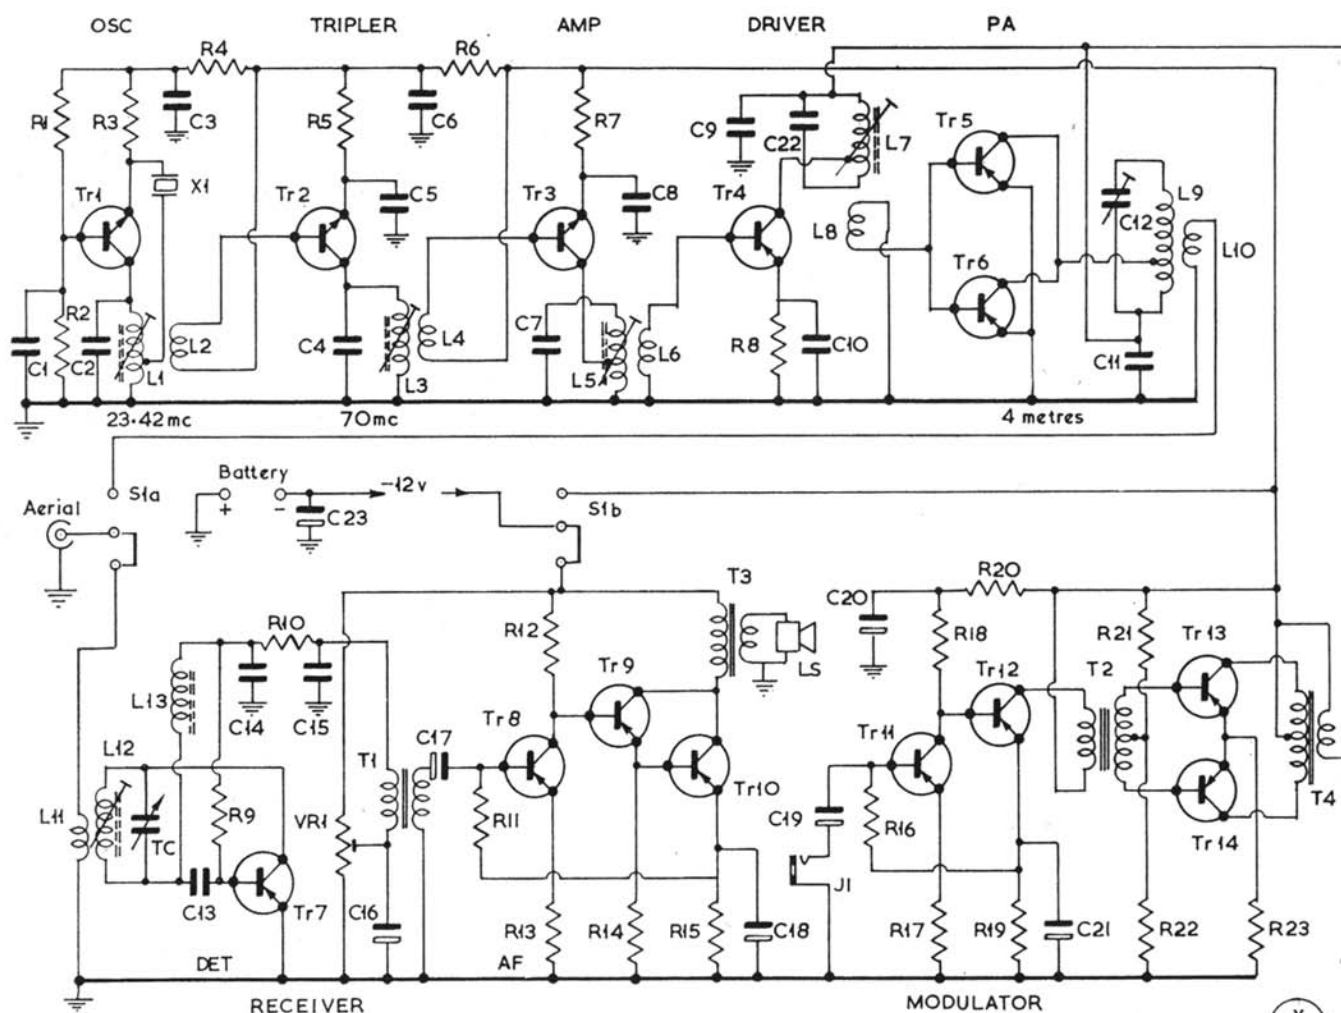 OSC TRIPLER AMP DRIVER PA
R4 R6
R1 R3 C3 R5 C6 R7 C9 C22 L7 Tr5
Tr1 X1 Tr2 C5 Tr3 C8 Tr4 L8 C12 L9 L10
Tr6
C1 R2 C2 L1 L2 C4 L3 L4 C7 L5 L6 R8 C10 C11
23·42mc 70mc 4 metres
Aerial S1a Battery -12v S1b
+ - C23
R10 R12 T3 C20 R20
R18 R21 Tr13
L13 C14 C15 Tr9 LS Tr12 T2
Tr8 Tr11
L12 T1 C17 Tr10 T4
L11 TC R9 VR1 R11 C19 R16 Tr14
C13 Tr7 C16 J1
R13 R14 R15 C18 R17 R19 C21 R22 R23
DET AF
RECEIVER MODULATOR